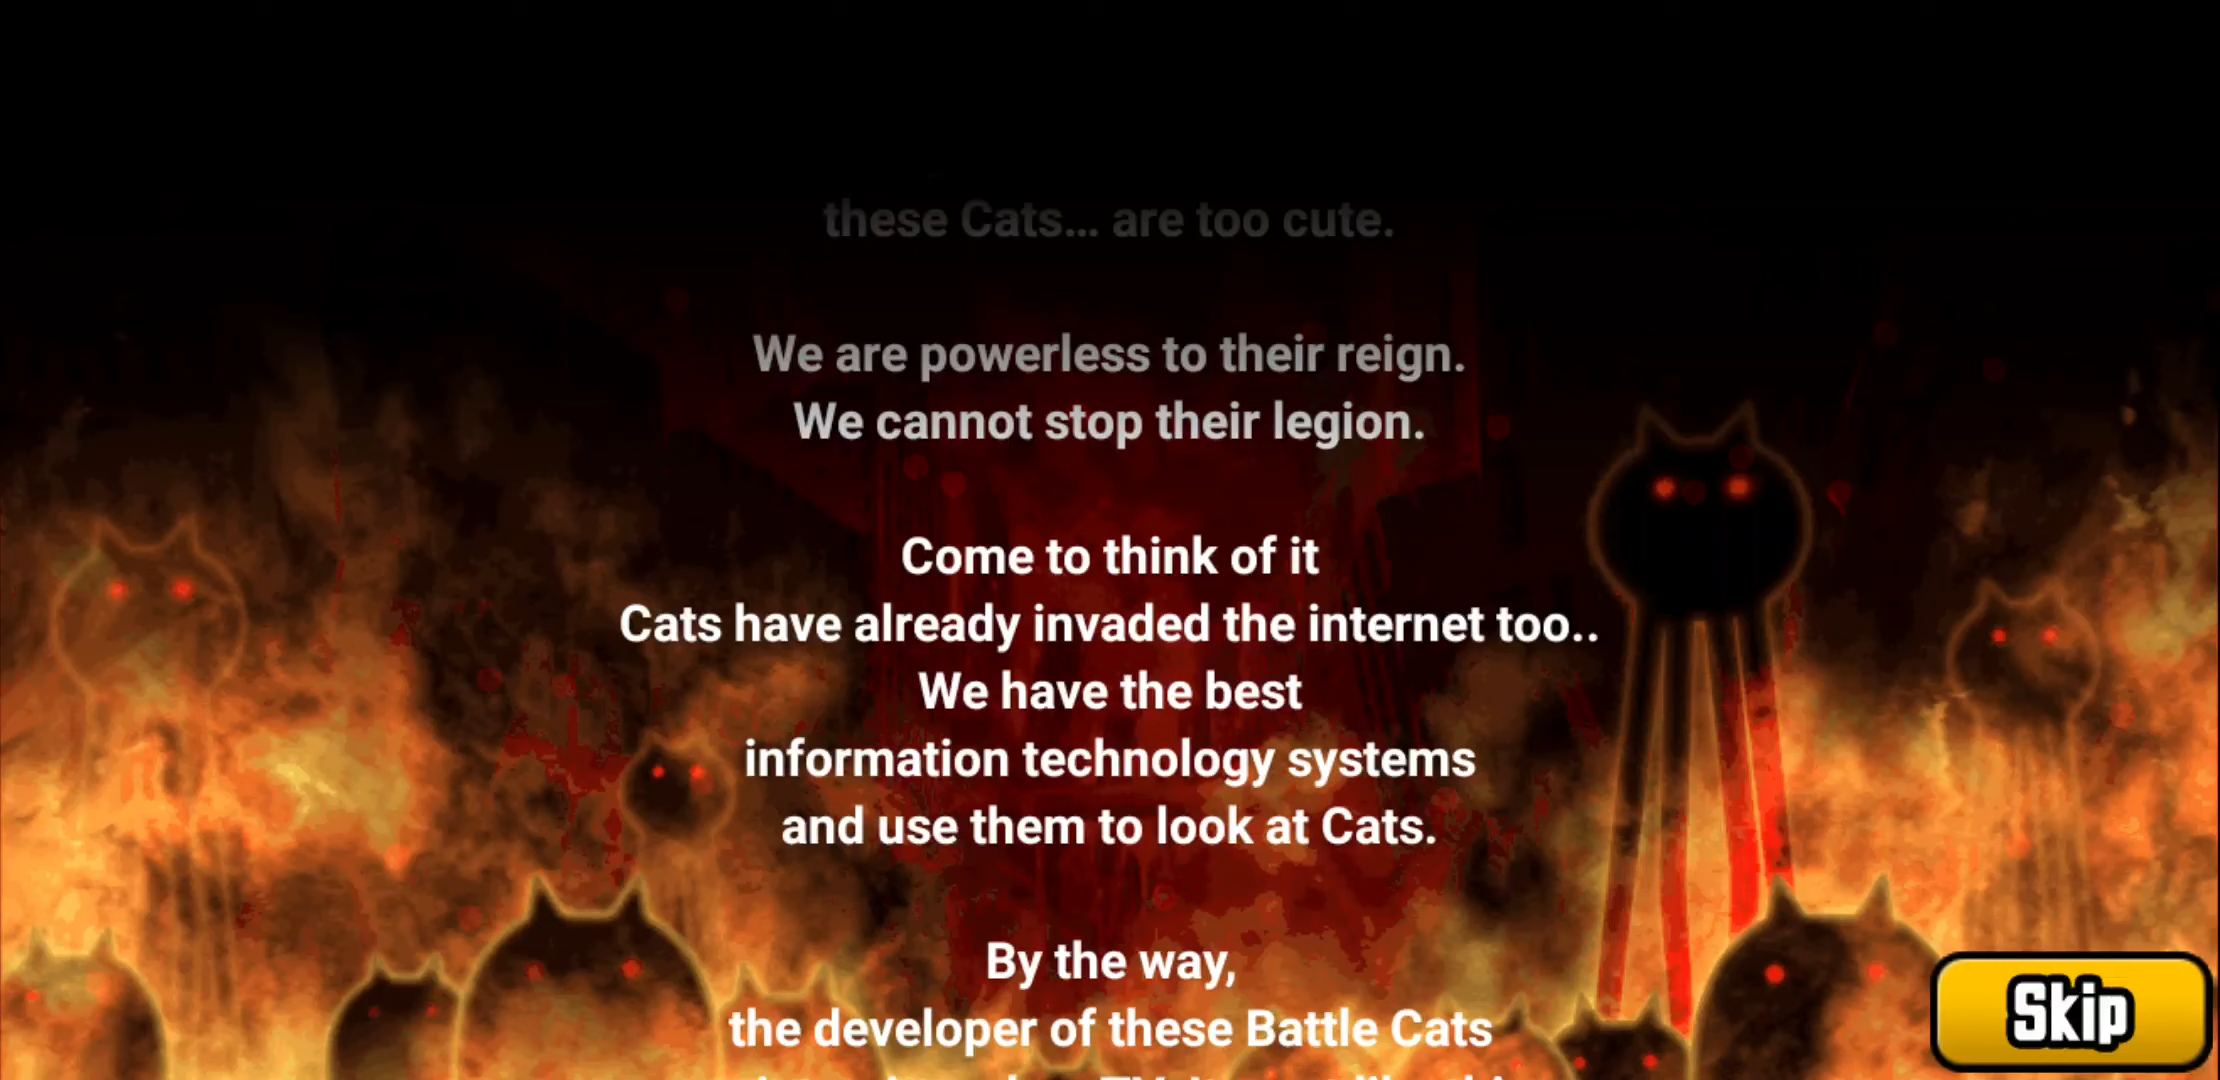 these Cats... are too cute.
We are powerless to their reign.
We cannot stop their legion.
Come to think of it
Cats have already invaded the internet too..
We have the best
information technology systems
and use them to look at Cats.
By the way,
the developer of these Battle Cats
Skip